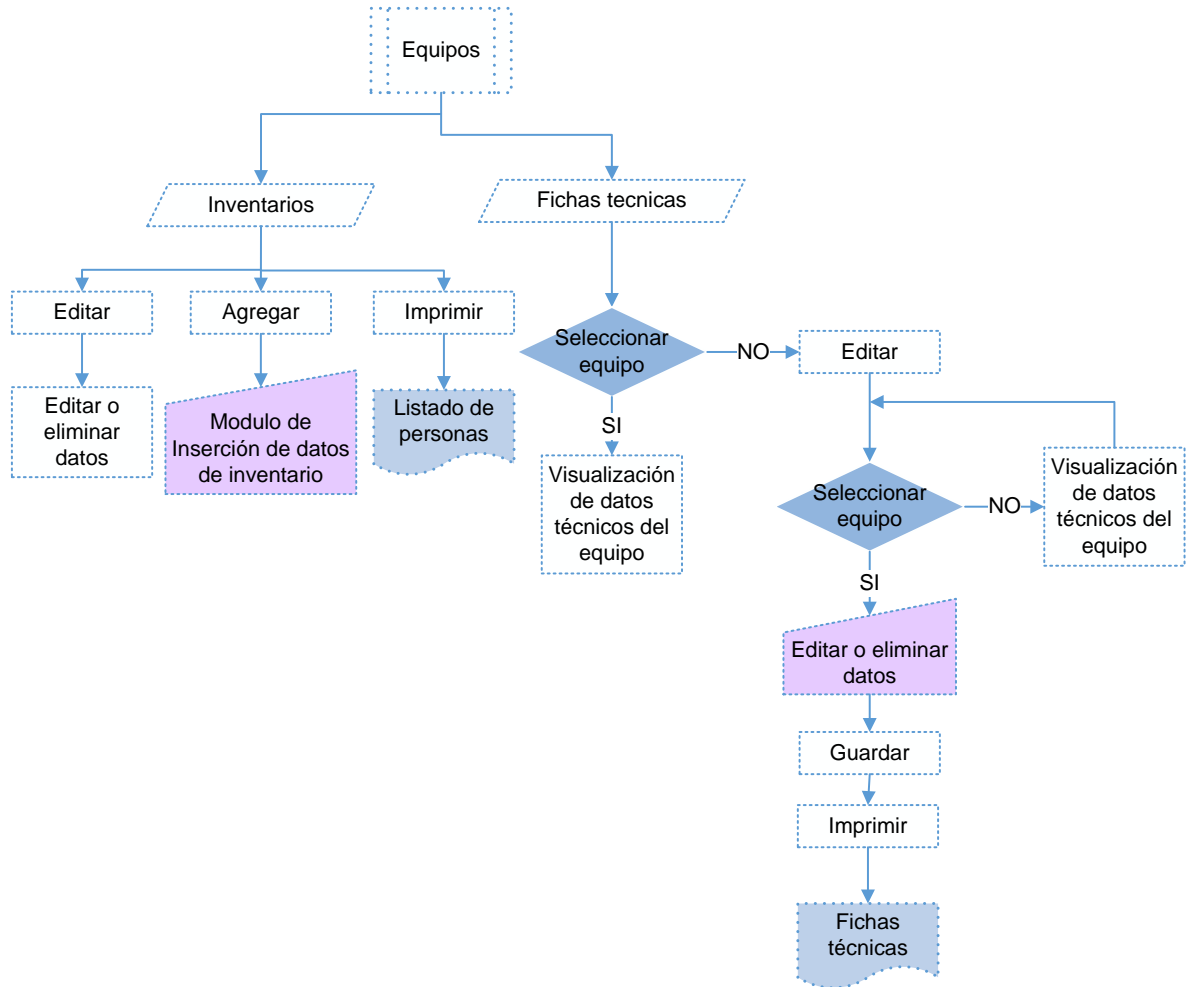 Equipos
Inventarios
Fichas tecnicas
Editar
Agregar
Imprimir
Editar o
eliminar
datos
Modulo de
Inserción de datos
de inventario
Listado de
personas
Seleccionar
equipo
NO
Editar
SI
Visualización
de datos
técnicos del
equipo
Seleccionar
equipo
NO
Visualización
de datos
técnicos del
equipo
SI
Editar o eliminar
datos
Guardar
Imprimir
Fichas
técnicas